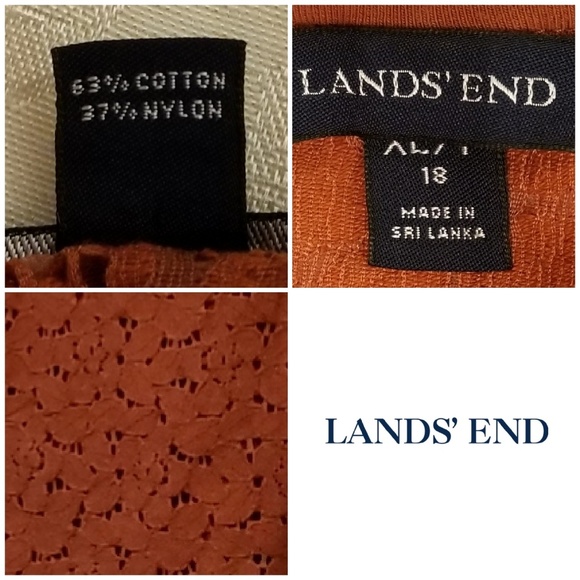 63% COTTON
37% NYLON
LANDS' END
18
MADE IN
SRI LANKA
LANDS' END